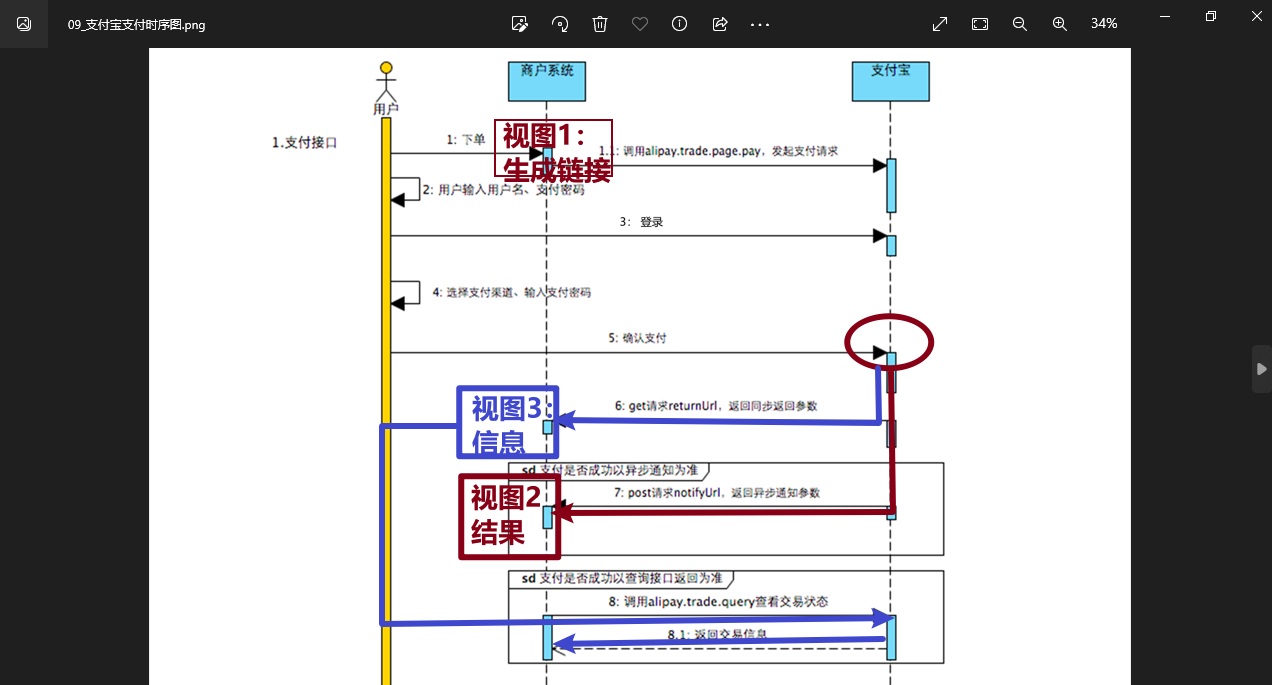 09_支付宝支付时序图.png
34%
商户系统
支付宝
用户
1.支付接口
1: 下单
视图1：
生成链接
1.1: 调用alipay.trade.page.pay，发起支付请求
2: 用户输入用户名、支付密码
3: 登录
4: 选择支付渠道、输入支付密码
5: 确认支付
视图3:
信息
6: get请求returnUrl，返回同步返回参数
sd 支付是否成功以异步通知为准
视图2
结果
7: post请求notifyUrl，返回异步通知参数
sd 支付是否成功以查询接口返回为准
8: 调用alipay.trade.query查看交易状态
8.1: 返回交易信息